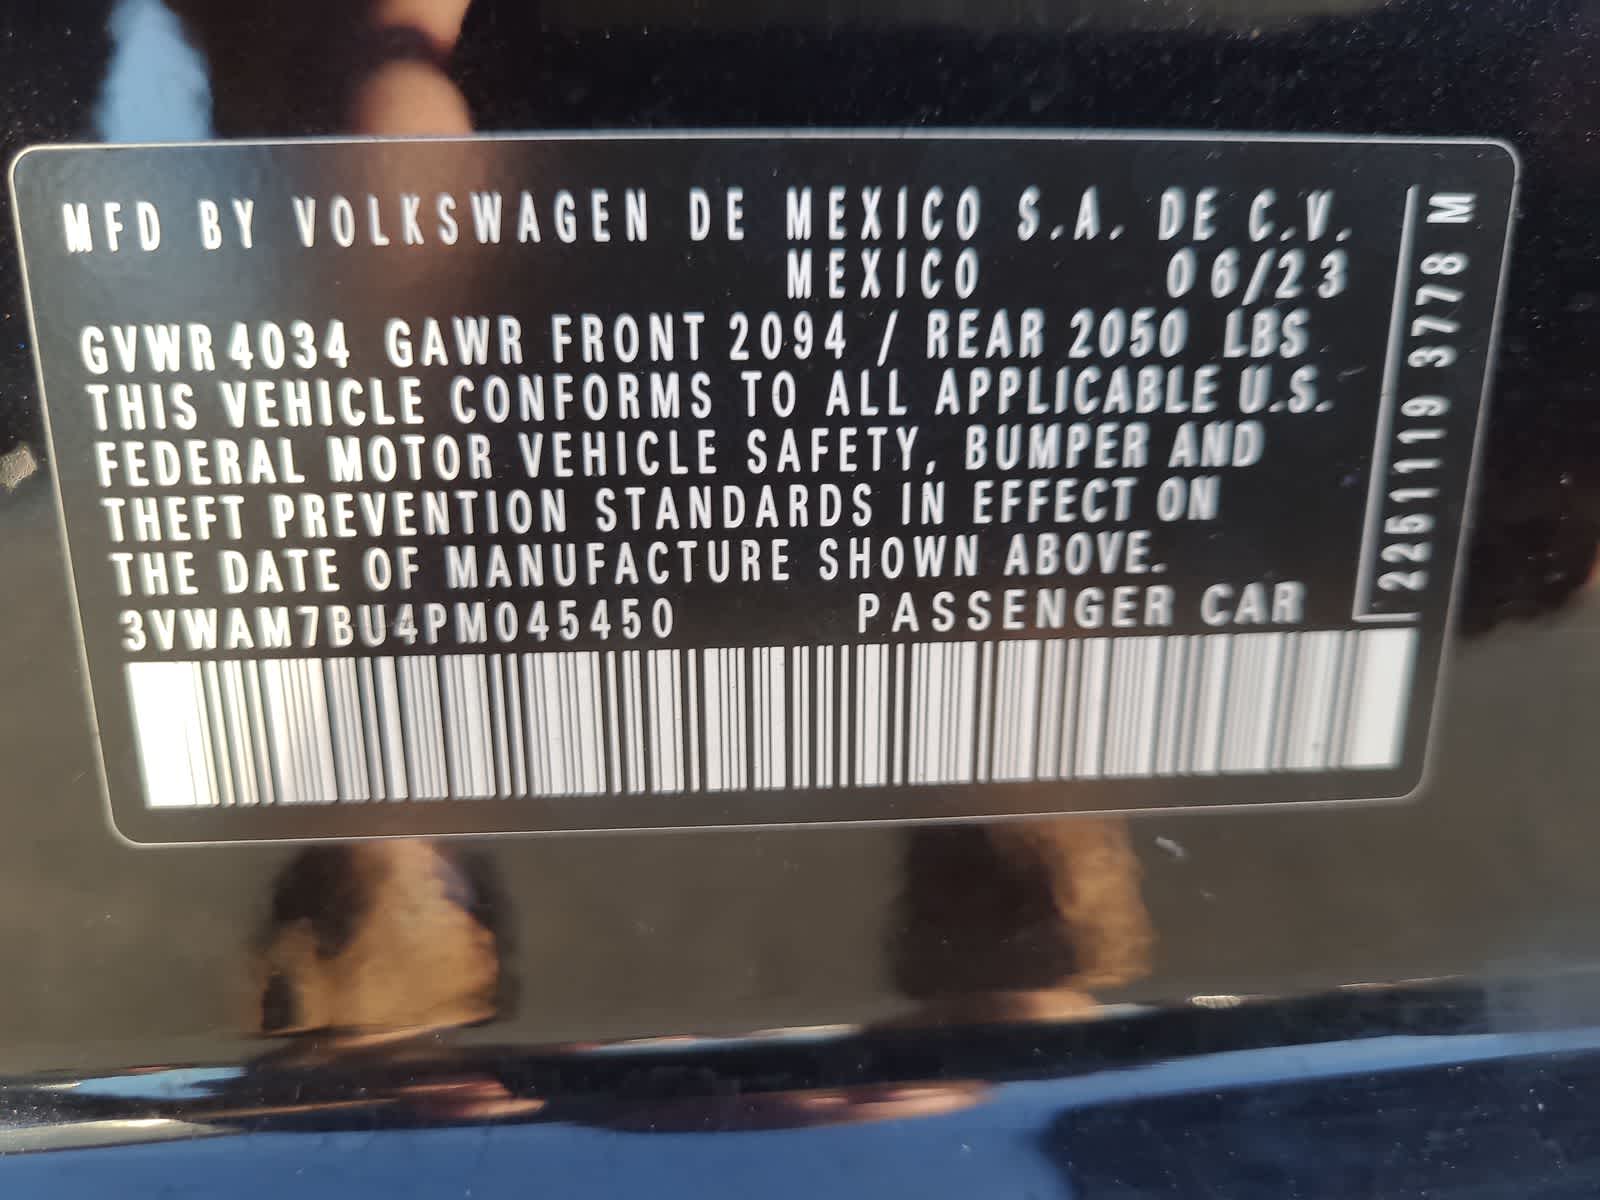 MFD BY VOLKSWAGEN DE MEXICO S.A. DE C.V.
MEXICO 06/23
GVWR 4034 GAWR FRONT 2094 / REAR 2050 LBS
THIS VEHICLE CONFORMS TO ALL APPLICABLE U.S.
FEDERAL MOTOR VEHICLE SAFETY, BUMPER AND
THEFT PREVENTION STANDARDS IN EFFECT ON
THE DATE OF MANUFACTURE SHOWN ABOVE.
3VWAM7BU4PM045450 PASSENGER CAR
2251119 3778 M